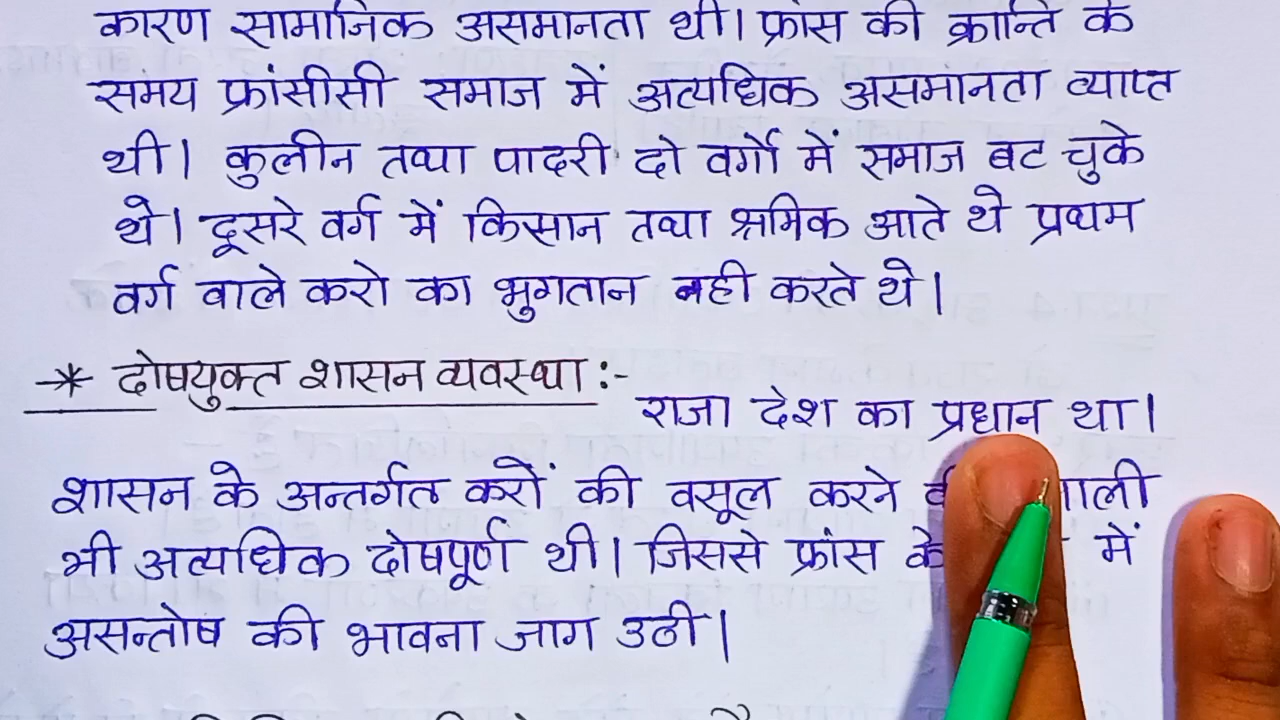 कारण सामाजिक असमानता थी। फ्रांस की क्रान्ति के
समय फ्रांसीसी समाज में अत्यधिक असमानता व्याप्त
थी। कुलीन तथा पादरी दो वर्गो में समाज बट चुके
थे। दूसरे वर्ग में किसान तथा श्रमिक आते थे प्रथम
वर्ग वाले करो का भुगतान नही करते थे।
* दोषयुक्त शासन व्यवस्था :-
राजा देश का प्रधान था।
शासन के अन्तर्गत करों की वसूल करने
भी अत्यधिक दोषपूर्ण थी। जिससे फ्रांस के में
असन्तोष की भावना जाग उठी।